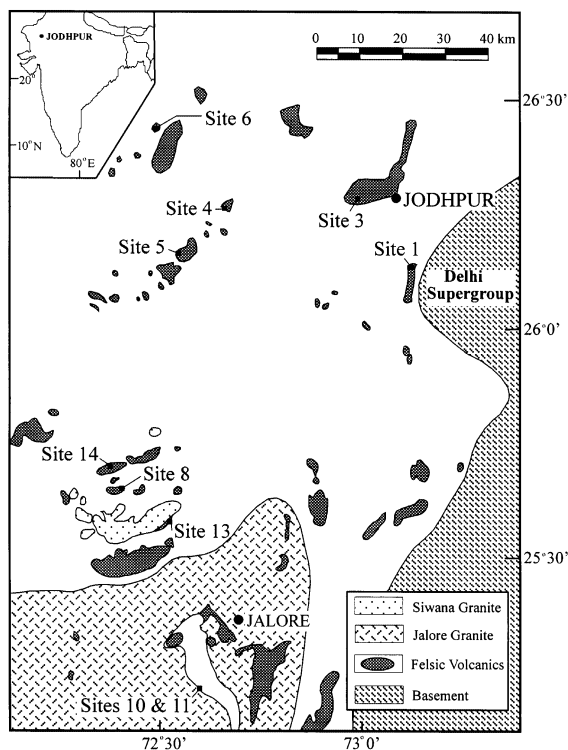 JODHPUR
20°
10°N
80°E
0 10 20 30 40 km
26°30'
Site 6
Site 4
Site 3
JODHPUR
Site 5
Site 1
Delhi
Supergroup
26°0'
Site 14
Site 8
Site 13
25°30'
JALORE
Sites 10 & 11
Siwana Granite
Jalore Granite
Felsic Volcanics
Basement
72°30'
73°0'